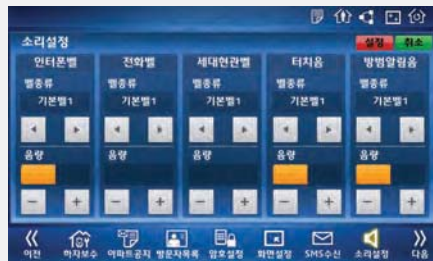 소리설정
설정 취소
인터폰벨 전화벨 세대현관벨 터치음 방범알림음
벨종류 벨종류 벨종류 벨종류 벨종류
기본벨1 기본벨1 기본벨1 기본벨1 기본벨1
음량 음량 음량 음량 음량
이전 하자보수 아파트공지 방문자목록 암호설정 화면설정 SMS수신 소리설정 다음